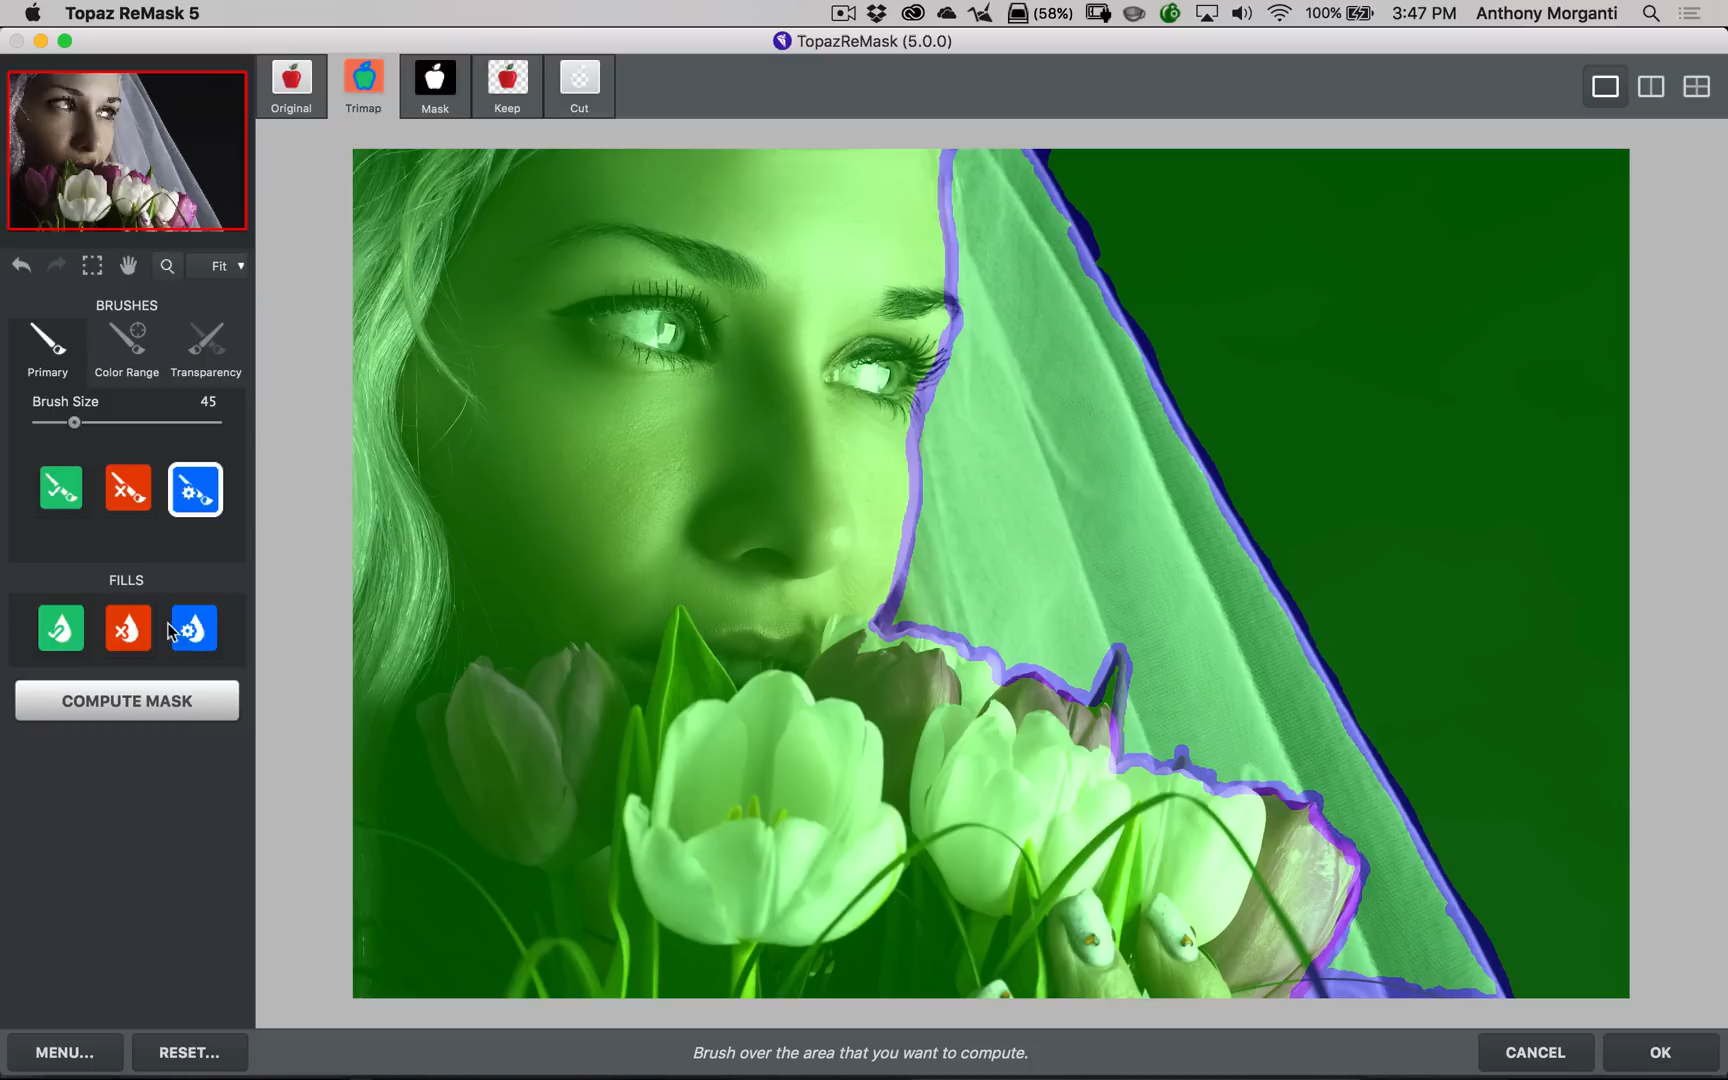 Topaz ReMask 5
(58%)
100%
3:47 PM
Anthony Morganti
TopazReMask (5.0.0)
Original
Trimap
Mask
Keep
Cut
Fit
BRUSHES
Primary
Color Range
Transparency
Brush Size
45
FILLS
COMPUTE MASK
MENU...
RESET...
Brush over the area that you want to compute.
CANCEL
OK